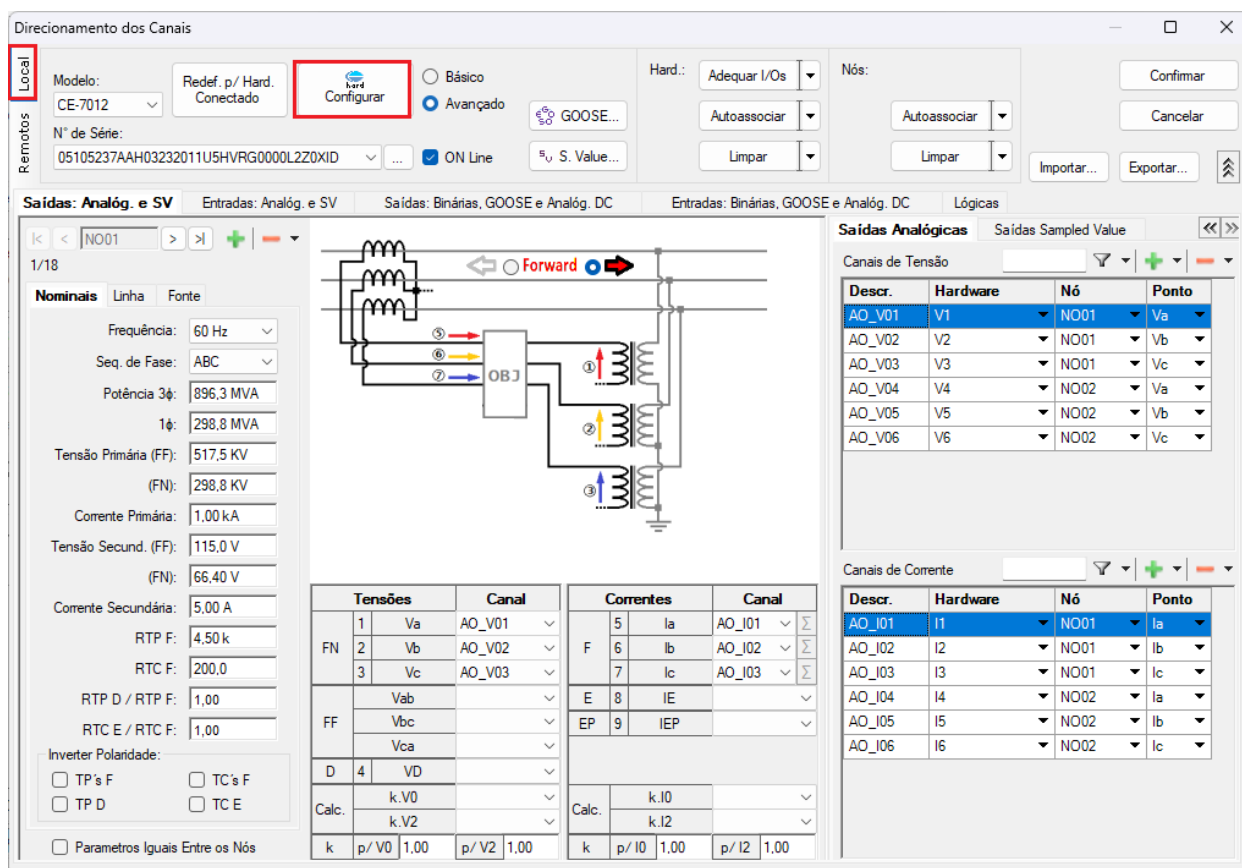 Direcionamento dos Canais
Local
Remotos
Modelo:
CE-7012
Redef. p/ Hard. Conectado
hard
Configurar
Básico
Avançado
N° de Série:
05105237AAH03232011U5HVRG0000L2Z0XID
...
ON Line
GOOSE...
S. Value...
Hard.:
Adequar I/Os
Autoassociar
Limpar
Nós:
Autoassociar
Limpar
Importar...
Confirmar
Cancelar
Exportar...
Saídas: Analóg. e SV
Entradas: Analóg. e SV
Saídas: Binárias, GOOSE e Analóg. DC
Entradas: Binárias, GOOSE e Analóg. DC
Lógicas
NO01
1/18
Nominais Linha Fonte
Frequência: 60 Hz
Seq. de Fase: ABC
Potência 3ϕ: 896,3 MVA
1ϕ: 298,8 MVA
Tensão Primária (FF): 517,5 KV
(FN): 298,8 KV
Corrente Primária: 1,00 kA
Tensão Secund. (FF): 115,0 V
(FN): 66,40 V
Corrente Secundária: 5,00 A
RTP F: 4,50 k
RTC F: 200,0
RTP D / RTP F: 1,00
RTC E / RTC F: 1,00
Inverter Polaridade:
TP's F TC's F
TP D TC E
Parametros Iguais Entre os Nós
Forward
⑤
⑥
⑦
OBJ
①
②
③
Tensões Canal
FN 1 Va AO_V01
2 Vb AO_V02
3 Vc AO_V03
FF Vab
Vbc
Vca
D 4 VD
Calc. k.V0
k.V2
k p/ V0 1,00 p/ V2 1,00
Correntes Canal
F 5 Ia AO_I01 Σ
6 Ib AO_I02 Σ
7 Ic AO_I03 Σ
E 8 IE
EP 9 IEP
Calc. k.I0
k.I2
k p/ I0 1,00 p/ I2 1,00
Saídas Analógicas Saídas Sampled Value
Canais de Tensão
Descr. Hardware Nó Ponto
AO_V01 V1 NO01 Va
AO_V02 V2 NO01 Vb
AO_V03 V3 NO01 Vc
AO_V04 V4 NO02 Va
AO_V05 V5 NO02 Vb
AO_V06 V6 NO02 Vc
Canais de Corrente
Descr. Hardware Nó Ponto
AO_I01 I1 NO01 Ia
AO_I02 I2 NO01 Ib
AO_I03 I3 NO01 Ic
AO_I04 I4 NO02 Ia
AO_I05 I5 NO02 Ib
AO_I06 I6 NO02 Ic